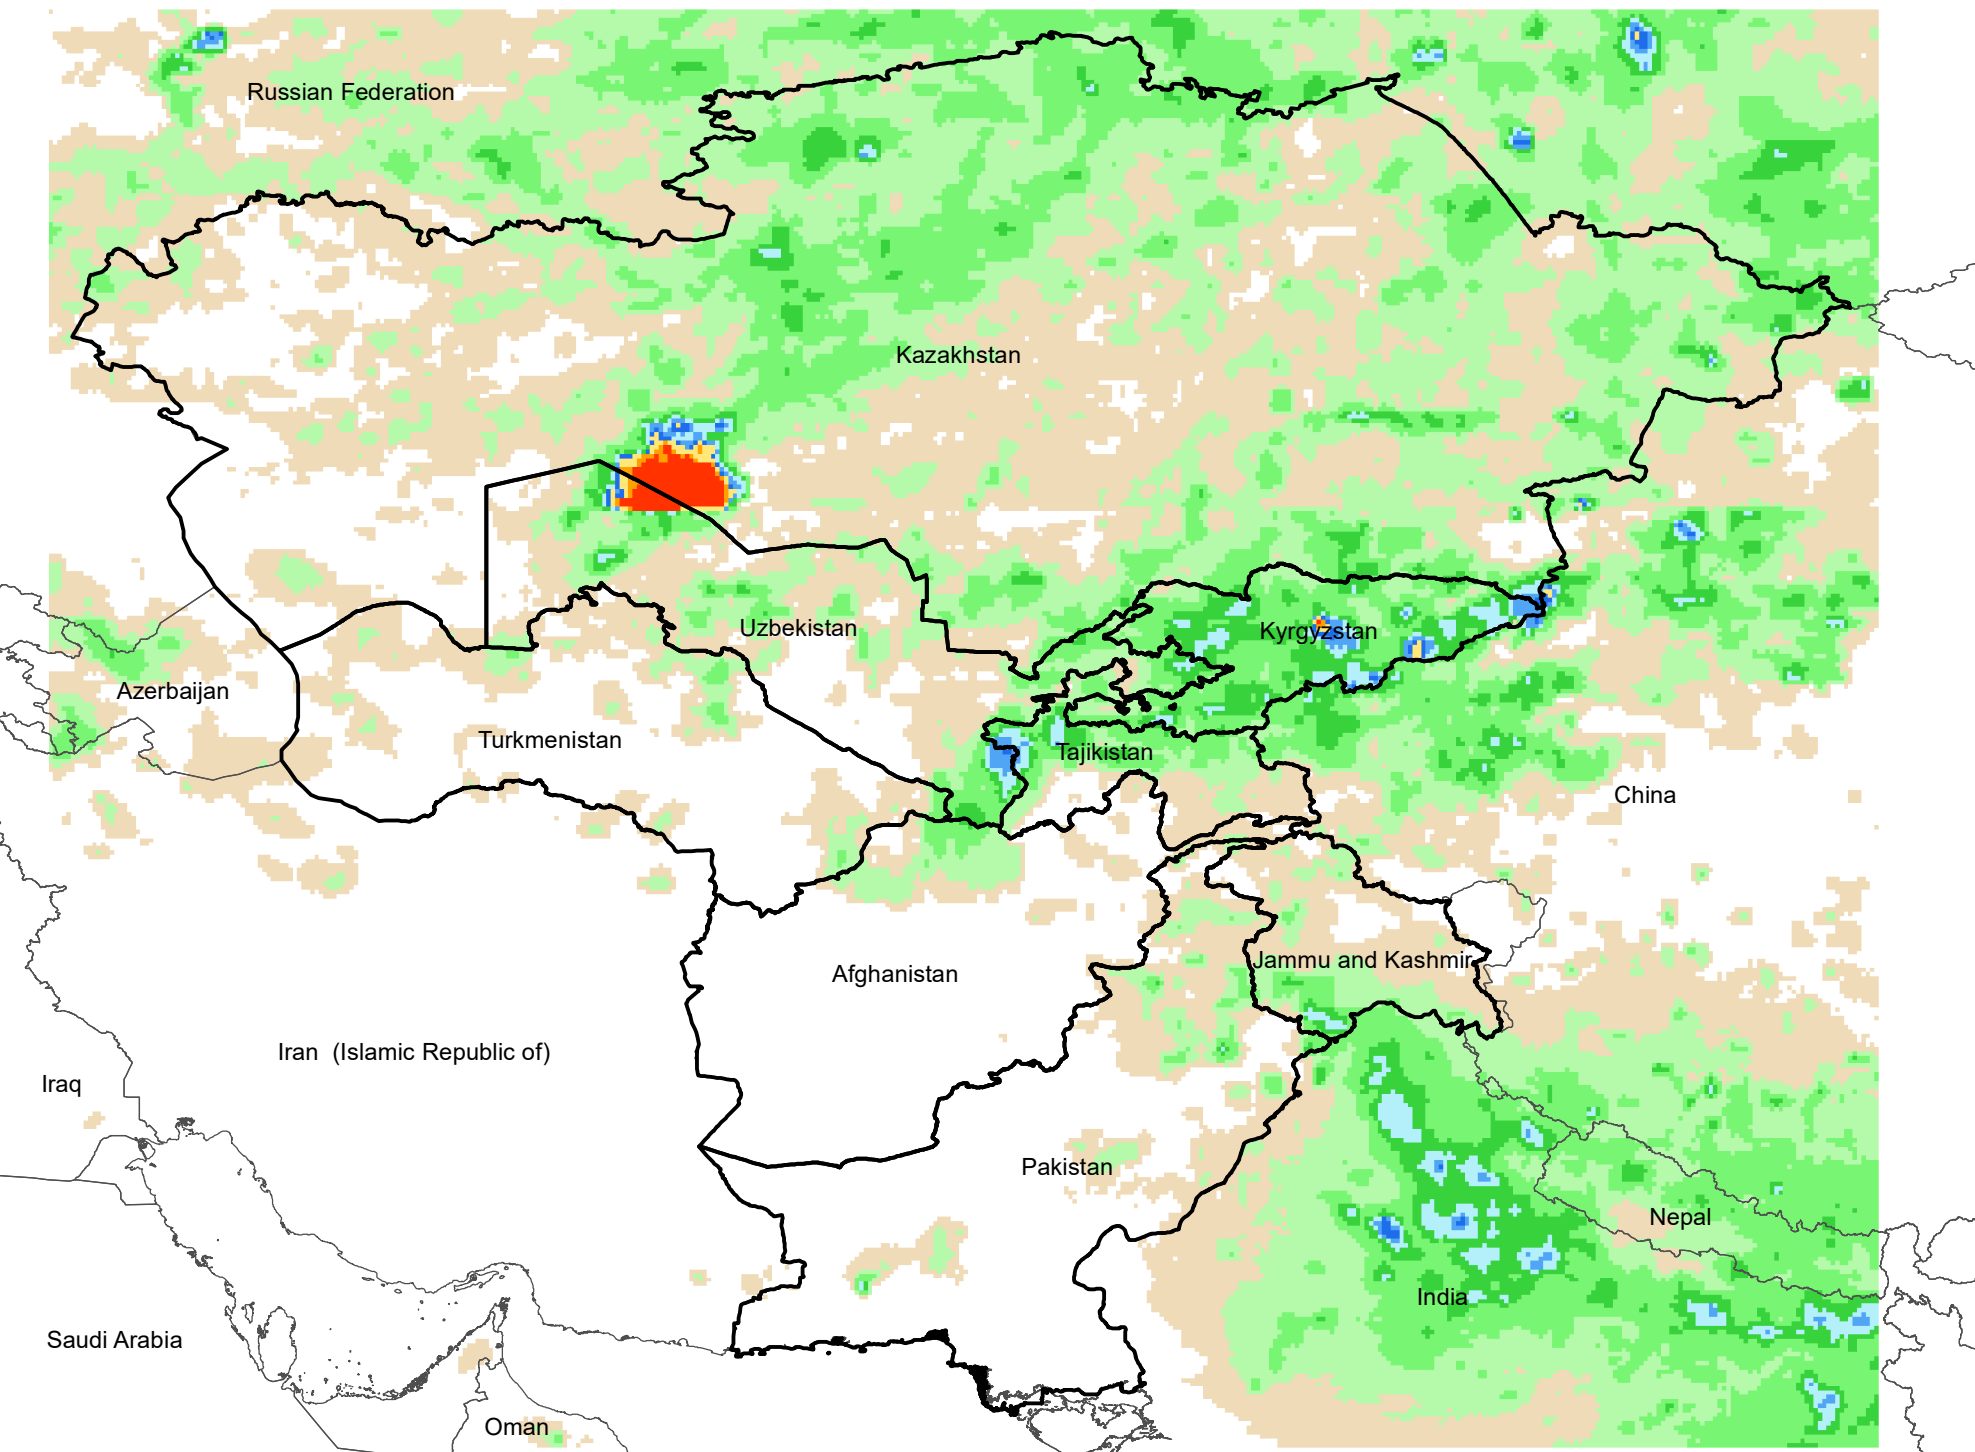 Russian Federation
Kazakhstan
Uzbekistan
Kyrgyzstan
Azerbaijan
Turkmenistan
Tajikistan
China
Afghanistan
Jammu and Kashmir
Iran  (Islamic Republic of)
Iraq
Pakistan
Nepal
India
Saudi Arabia
Oman